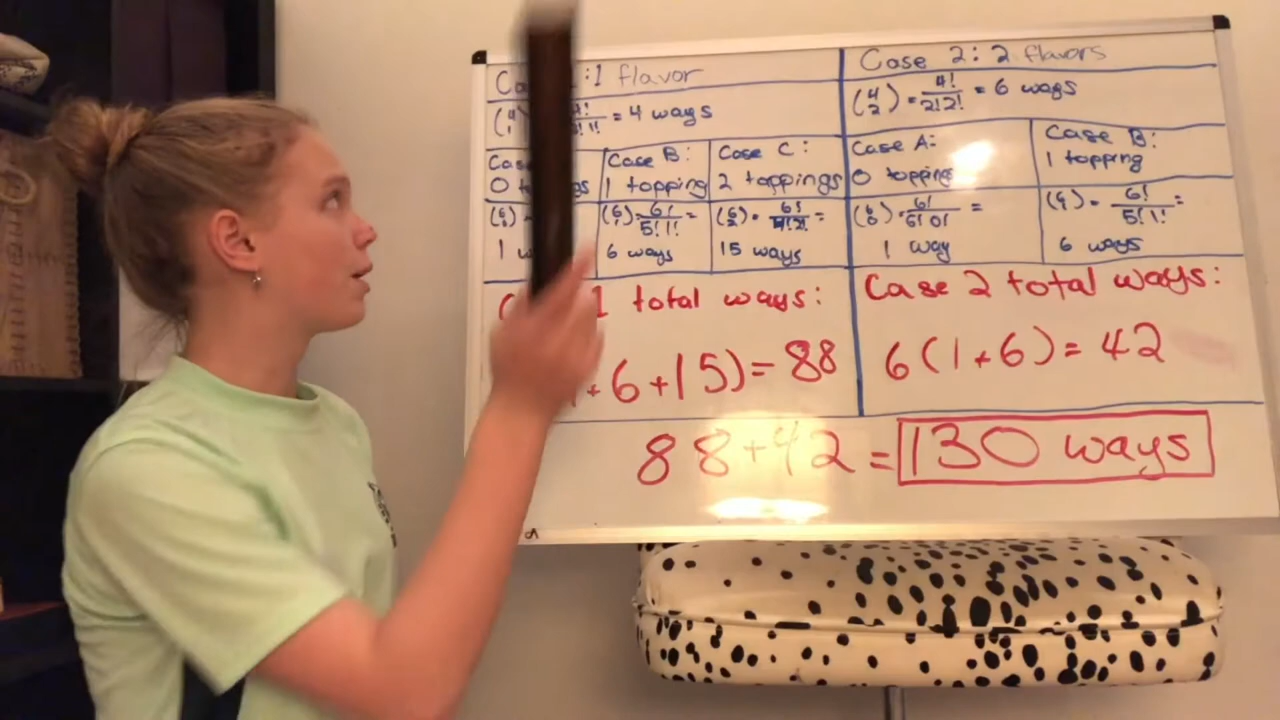 :1 flavor
= 4 ways
Case B: Case C:
0 1 topping 2 toppings
(6 1) = 6!/5!1! = (6 2) = 6!/4!2! =
1 6 ways 15 ways
1 total ways:
+6+15)=88
Case 2: 2 flavors
(4 2) = 4!/2!2! = 6 ways
Case A: Case B:
0 toppings 1 topping
(6 0) = 6!/6!0! = (6 1) = 6!/5!1! =
1 way 6 ways
Case 2 total ways:
6(1+6)=42
88+42=130 ways